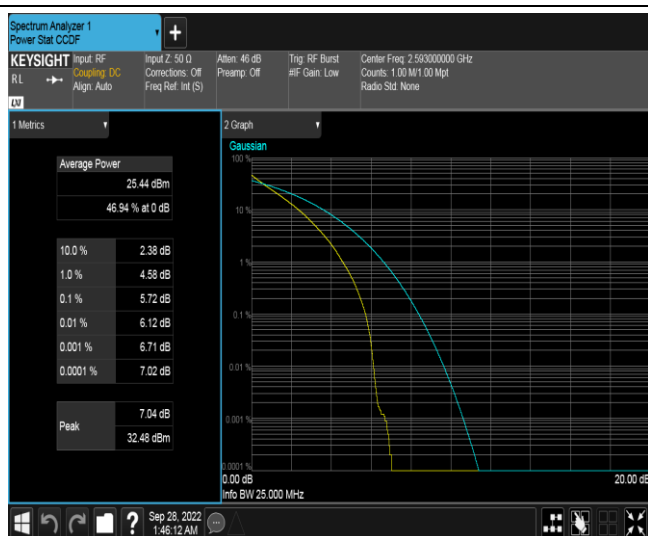 Spectrum Analyzer 1
Power Stat CCDF
+
KEYSIGHT
RL
LXI
Input: RF
Coupling: DC
Align: Auto
Input Z: 50 Ω
Corrections: Off
Freq Ref: Int (S)
Atten: 46 dB
Preamp: Off
Trig: RF Burst
#IF Gain: Low
Center Freq: 2.593000000 GHz
Counts: 1.00 M/1.00 Mpt
Radio Std: None
1 Metrics
Average Power
25.44 dBm
46.94 % at 0 dB
10.0 % 2.38 dB
1.0 % 4.58 dB
0.1 % 5.72 dB
0.01 % 6.12 dB
0.001 % 6.71 dB
0.0001 % 7.02 dB
Peak
7.04 dB
32.48 dBm
2 Graph
Gaussian
100 %
10 %
1 %
0.1 %
0.01 %
0.001 %
0.0001 %
0.00 dB
20.00 dB
Info BW 25.000 MHz
?
Sep 28, 2022
1:46:12 AM